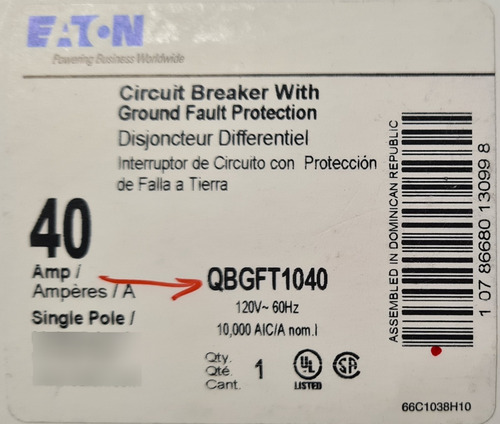 EATON
Powering Business Worldwide
Circuit Breaker With
Ground Fault Protection
Disjoncteur Differentiel
Interruptor de Circuito con Protección
de Falla a Tierra
40
Amp /
Ampères / A
Single Pole /
QBGFT1040
120V~ 60Hz
10,000 AIC/A nom.I
Qty.
Qté.
Cant.
1
UL
LISTED
SA
ASSEMBLED IN DOMINICAN REPUBLIC
1 07 86680 13099 8
66C1038H10